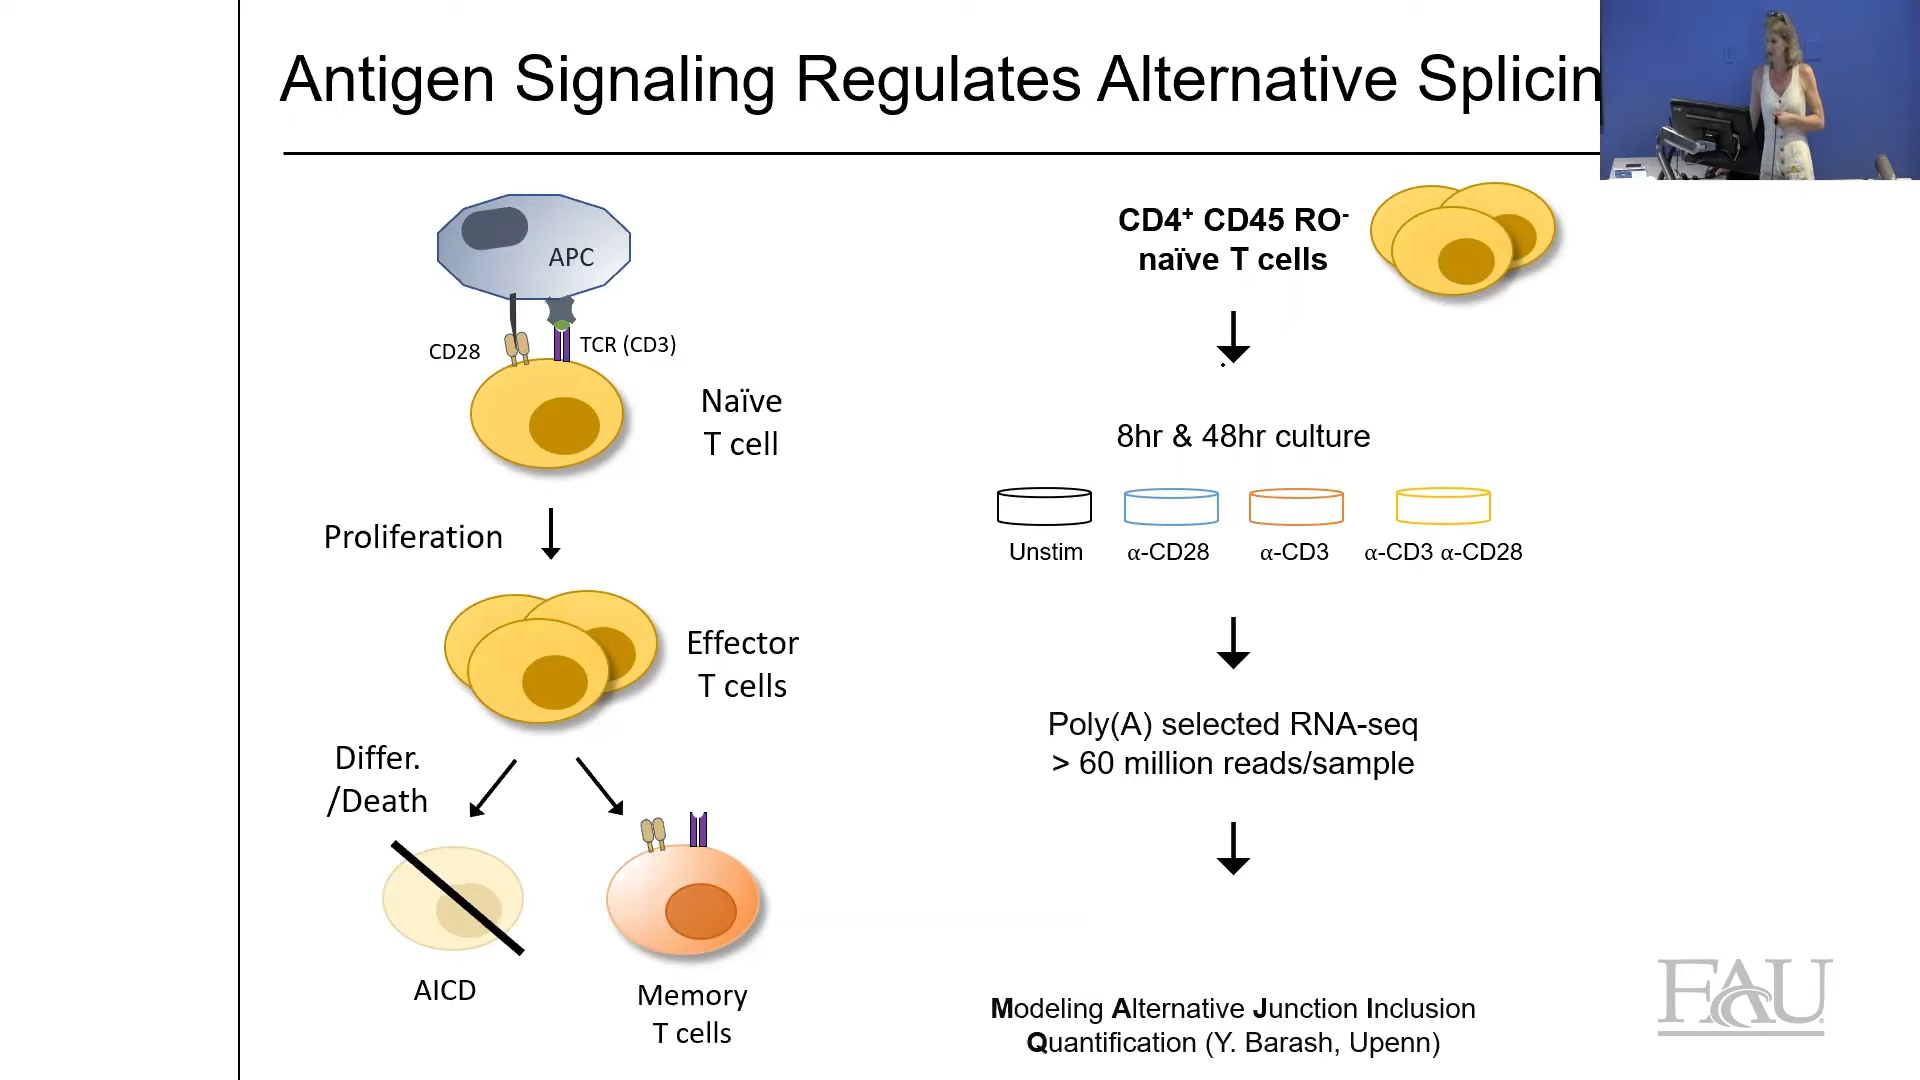 Antigen Signaling Regulates Alternative Splicin
APC
CD28
TCR (CD3)
Naïve
T cell
Proliferation
Effector
T cells
Differ.
/Death
AICD
Memory
T cells
CD4⁺ CD45 RO⁻
naïve T cells
8hr & 48hr culture
Unstim
α-CD28
α-CD3
α-CD3 α-CD28
Poly(A) selected RNA-seq
> 60 million reads/sample
Modeling Alternative Junction Inclusion
Quantification (Y. Barash, Upenn)
FAU